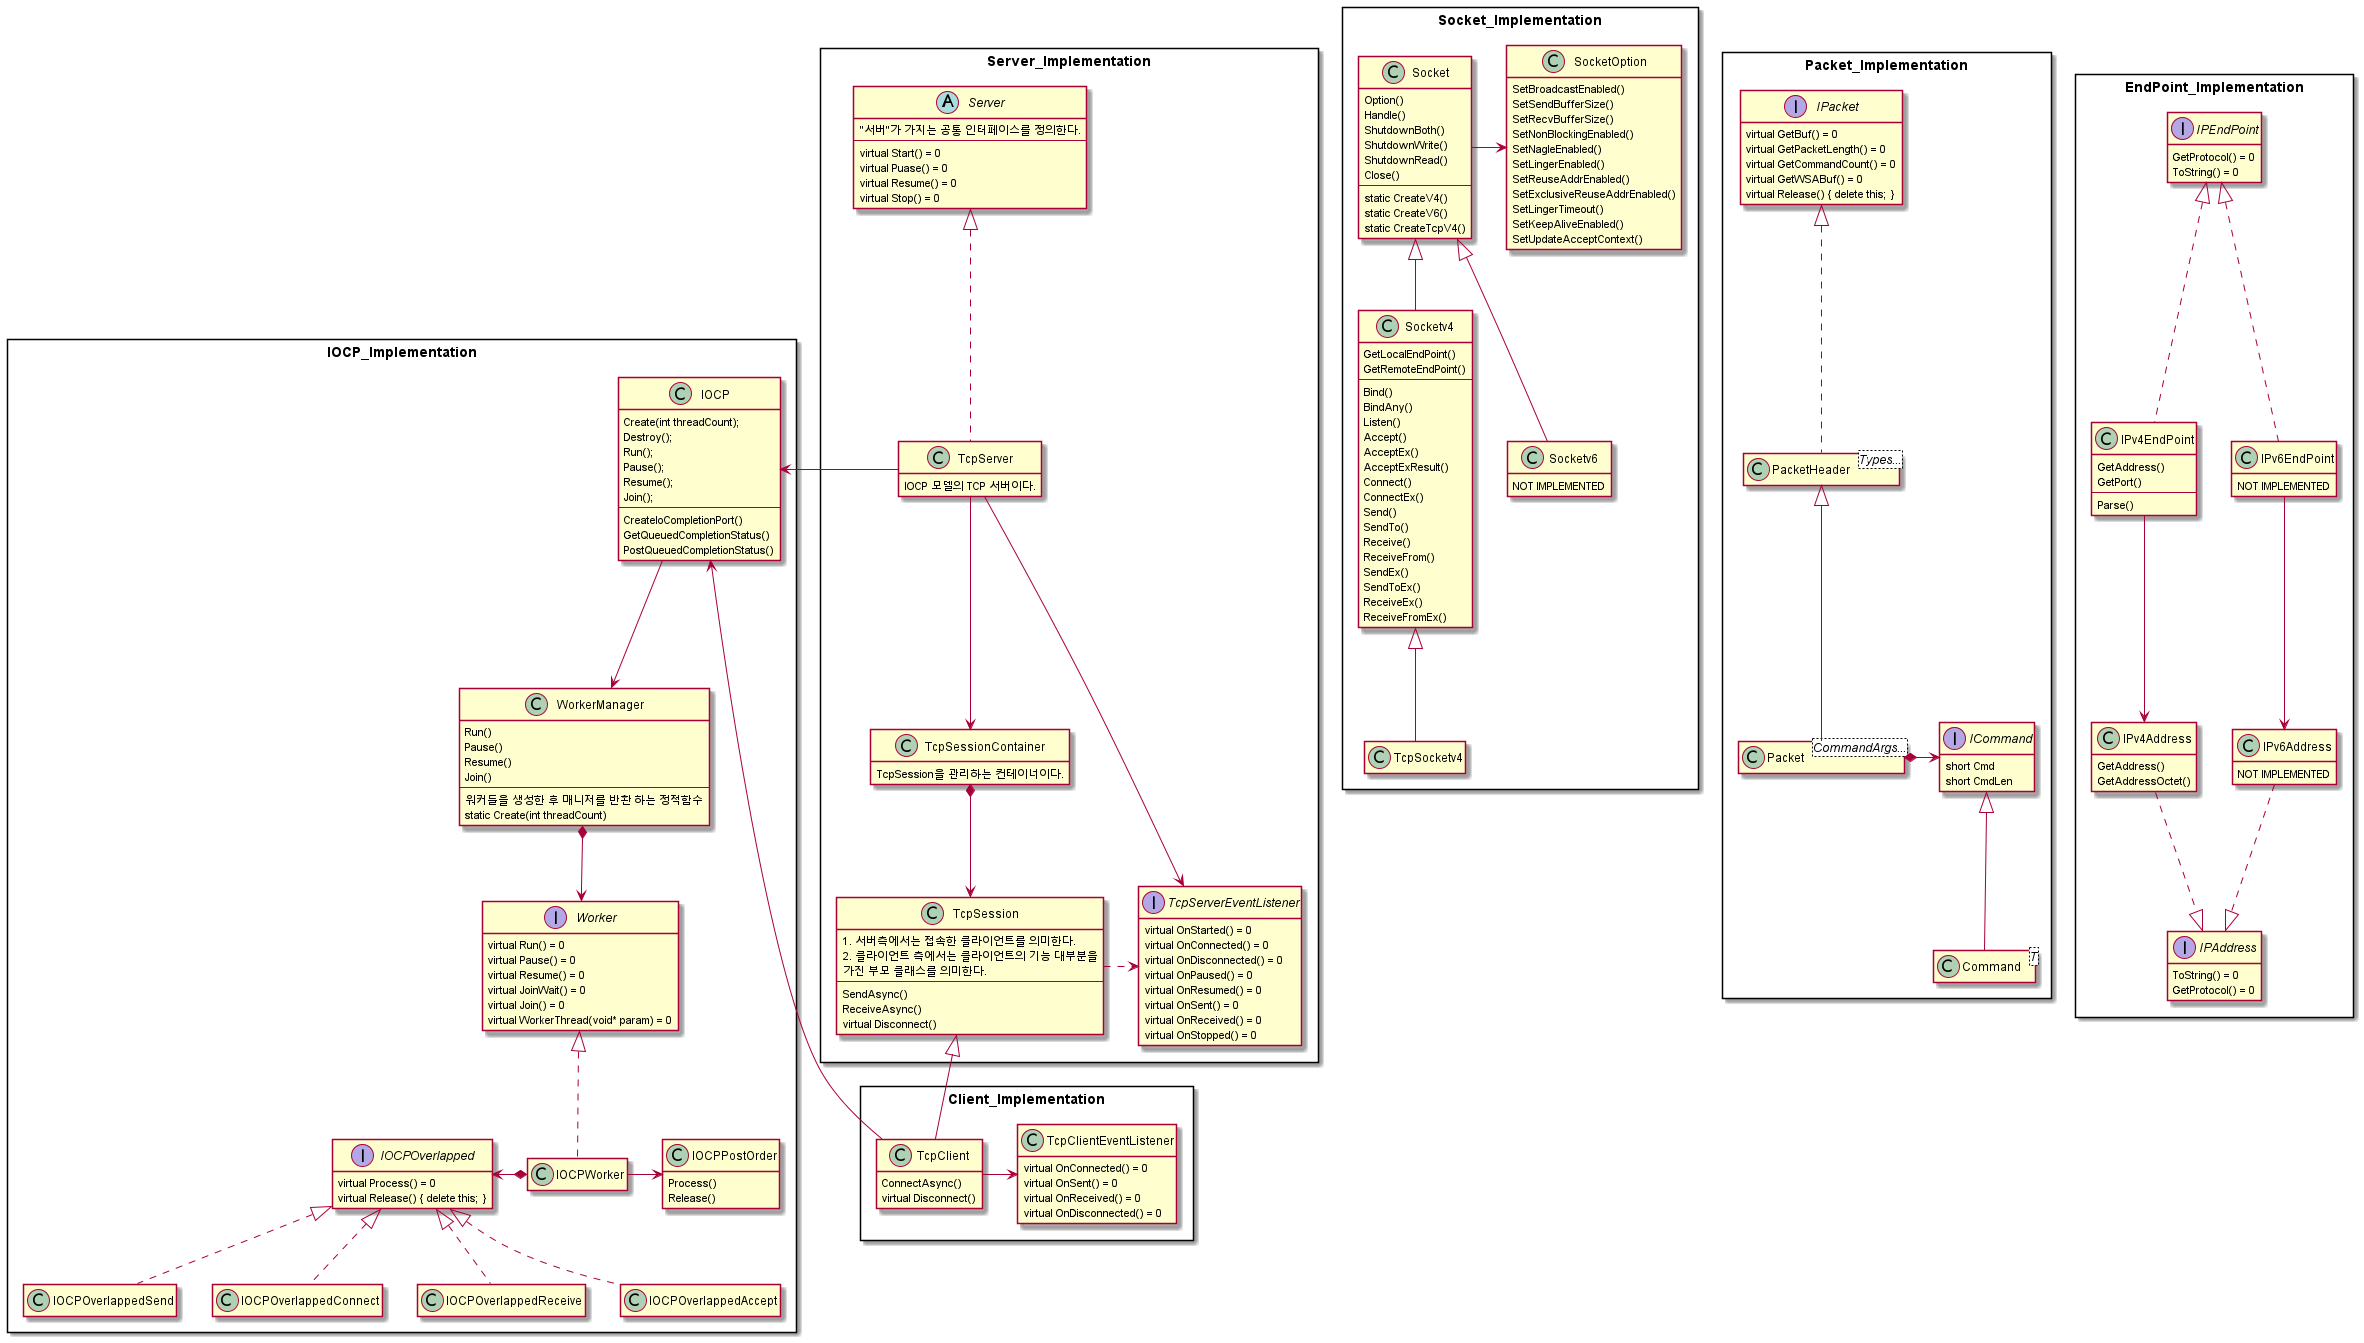 Socket_Implementation
C Socket
Option()
Handle()
ShutdownBoth()
ShutdownWrite()
ShutdownRead()
Close()
static CreateV4()
static CreateV6()
static CreateTcpV4()
C SocketOption
SetBroadcastEnabled()
SetSendBufferSize()
SetRecvBufferSize()
SetNonBlockingEnabled()
SetNagleEnabled()
SetLingerEnabled()
SetReuseAddrEnabled()
SetExclusiveReuseAddrEnabled()
SetLingerTimeout()
SetKeepAliveEnabled()
SetUpdateAcceptContext()
C Socketv4
GetLocalEndPoint()
GetRemoteEndPoint()
Bind()
BindAny()
Listen()
Accept()
AcceptEx()
AcceptExResult()
Connect()
ConnectEx()
Send()
SendTo()
Receive()
ReceiveFrom()
SendEx()
SendToEx()
ReceiveEx()
ReceiveFromEx()
C Socketv6
NOT IMPLEMENTED
C TcpSocketv4
Server_Implementation
A Server
"서버"가 가지는 공통 인터페이스를 정의한다.
virtual Start() = 0
virtual Puase() = 0
virtual Resume() = 0
virtual Stop() = 0
C TcpServer
IOCP 모델의 TCP 서버이다.
C TcpSessionContainer
TcpSession을 관리하는 컨테이너이다.
C TcpSession
1. 서버측에서는 접속한 클라이언트를 의미한다.
2. 클라이언트 측에서는 클라이언트의 기능 대부분을
가진 부모 클래스를 의미한다.
SendAsync()
ReceiveAsync()
virtual Disconnect()
I TcpServerEventListener
virtual OnStarted() = 0
virtual OnConnected() = 0
virtual OnDisconnected() = 0
virtual OnPaused() = 0
virtual OnResumed() = 0
virtual OnSent() = 0
virtual OnReceived() = 0
virtual OnStopped() = 0
Packet_Implementation
I IPacket
virtual GetBuf() = 0
virtual GetPacketLength() = 0
virtual GetCommandCount() = 0
virtual GetWSABuf() = 0
virtual Release() { delete this; }
C PacketHeader
Types...
C Packet
CommandArgs...
I ICommand
short Cmd
short CmdLen
C Command
T
EndPoint_Implementation
I IPEndPoint
GetProtocol() = 0
ToString() = 0
C IPv4EndPoint
GetAddress()
GetPort()
Parse()
C IPv6EndPoint
NOT IMPLEMENTED
C IPv4Address
GetAddress()
GetAddressOctet()
C IPv6Address
NOT IMPLEMENTED
I IPAddress
ToString() = 0
GetProtocol() = 0
IOCP_Implementation
C IOCP
Create(int threadCount);
Destroy();
Run();
Pause();
Resume();
Join();
CreateIoCompletionPort()
GetQueuedCompletionStatus()
PostQueuedCompletionStatus()
C WorkerManager
Run()
Pause()
Resume()
Join()
워커들을 생성한 후 매니저를 반환 하는 정적함수
static Create(int threadCount)
I Worker
virtual Run() = 0
virtual Pause() = 0
virtual Resume() = 0
virtual JoinWait() = 0
virtual Join() = 0
virtual WorkerThread(void* param) = 0
I IOCPOverlapped
virtual Process() = 0
virtual Release() { delete this; }
C IOCPWorker
C IOCPPostOrder
Process()
Release()
C IOCPOverlappedSend
C IOCPOverlappedConnect
C IOCPOverlappedReceive
C IOCPOverlappedAccept
Client_Implementation
C TcpClient
ConnectAsync()
virtual Disconnect()
C TcpClientEventListener
virtual OnConnected() = 0
virtual OnSent() = 0
virtual OnReceived() = 0
virtual OnDisconnected() = 0